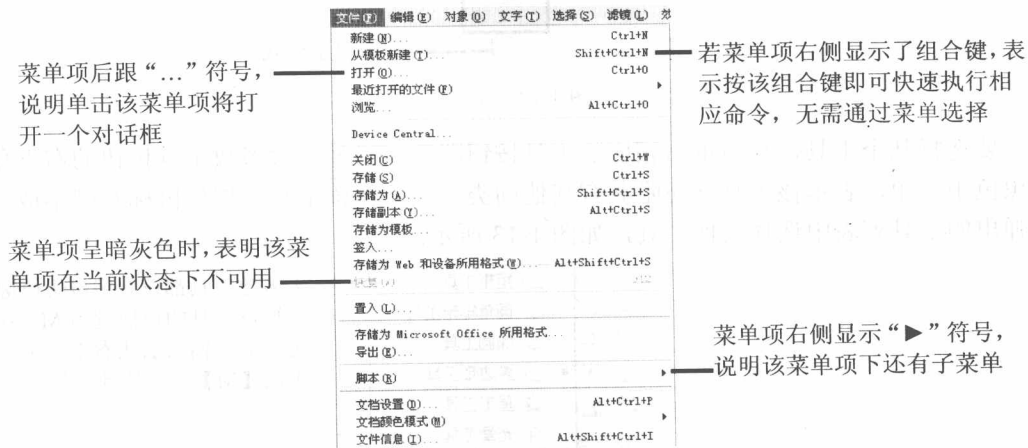 文件(F) 编辑(E) 对象(O) 文字(T) 选择(S) 滤镜(L) 效
新建(N)... Ctrl+N
从模板新建(T)... Shift+Ctrl+N
打开(O)... Ctrl+O
最近打开的文件(F) ▶
浏览... Alt+Ctrl+O
Device Central...
关闭(C) Ctrl+W
存储(S) Ctrl+S
存储为(A)... Shift+Ctrl+S
存储副本(Y)... Alt+Ctrl+S
存储为模板...
签入...
存储为 Web 和设备所用格式(W)... Alt+Shift+Ctrl+S
置入(L)...
存储为 Microsoft Office 所用格式...
导出(E)...
脚本(R) ▶
文档设置(D)... Alt+Ctrl+P
文档颜色模式(M) ▶
文件信息(I)... Alt+Shift+Ctrl+I
菜单项后跟“…”符号，
说明单击该菜单项将打
开一个对话框
菜单项呈暗灰色时，表明该菜
单项在当前状态下不可用
若菜单项右侧显示了组合键，表
示按该组合键即可快速执行相
应命令，无需通过菜单选择
菜单项右侧显示“▶”符号，
说明该菜单项下还有子菜单